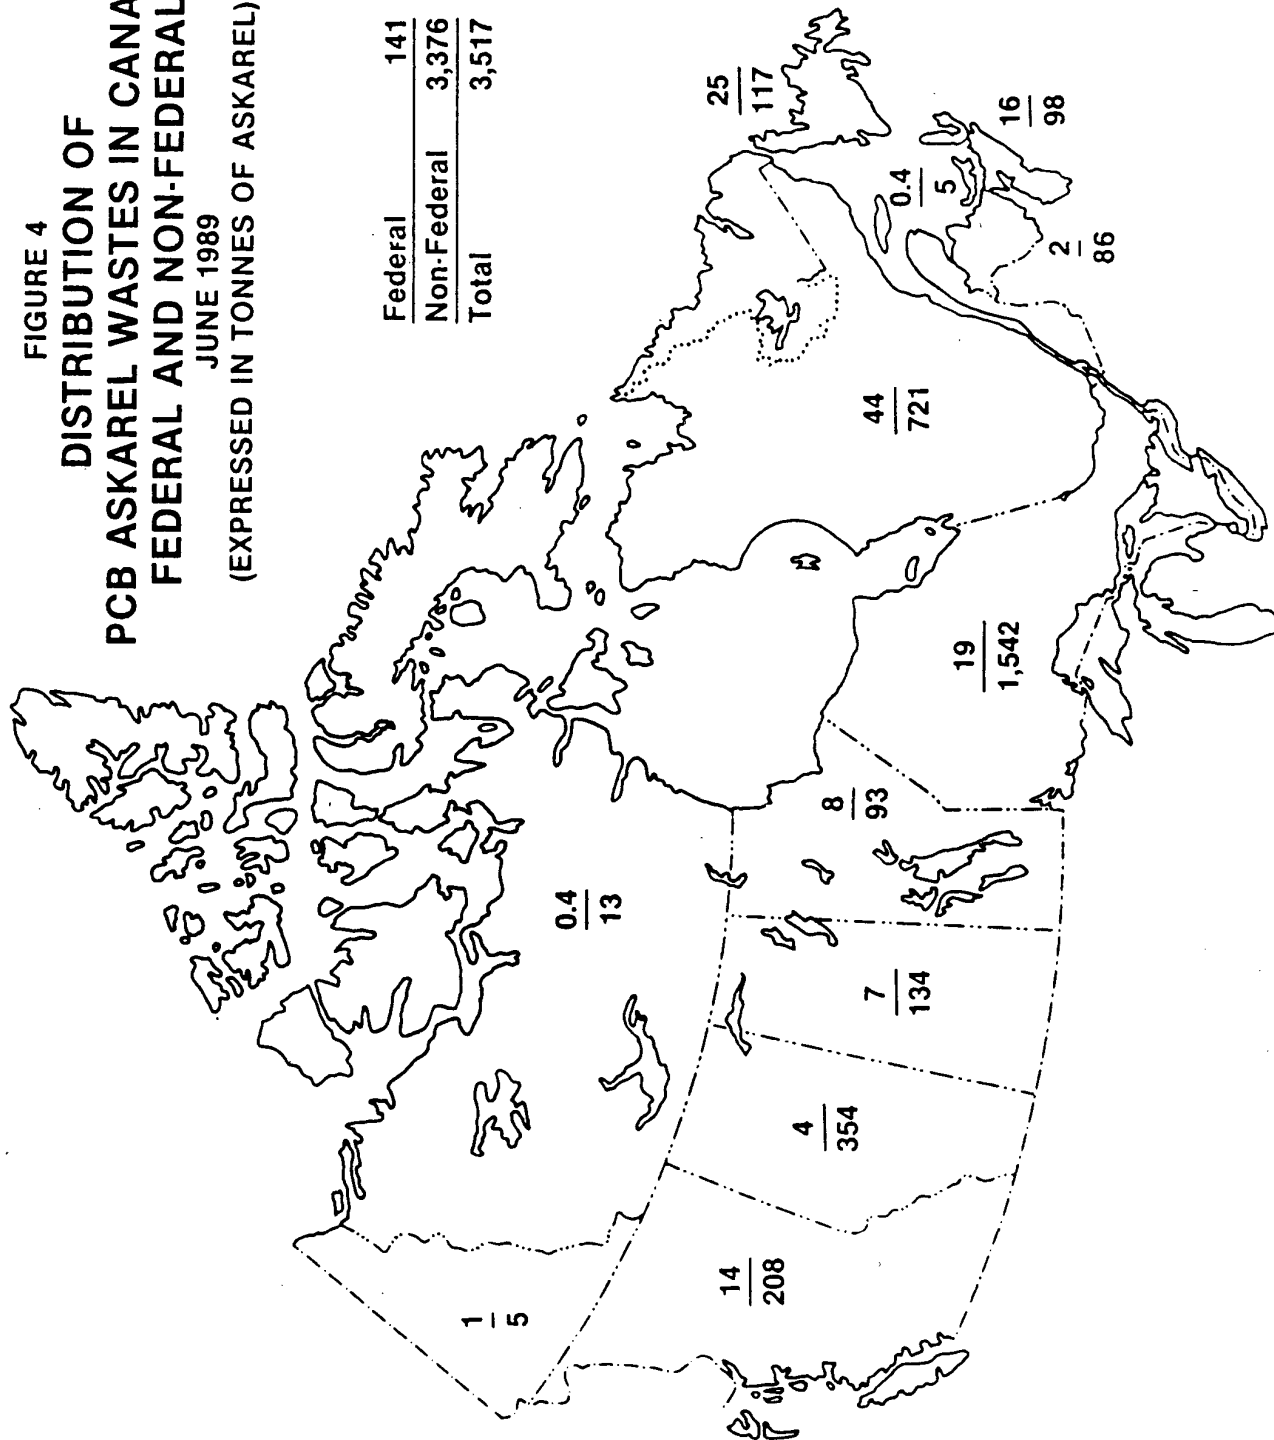 FIGURE 4
DISTRIBUTION OF
PCB ASKAREL WASTES IN CANA
FEDERAL AND NON-FEDERAL
JUNE 1989
(EXPRESSED IN TONNES OF ASKAREL)
Federal 141
Non-Federal 3,376
Total 3,517
1
5
0.4
13
14
208
4
354
7
134
8
93
19
1,542
44
721
25
117
0.4
5
2
86
16
98